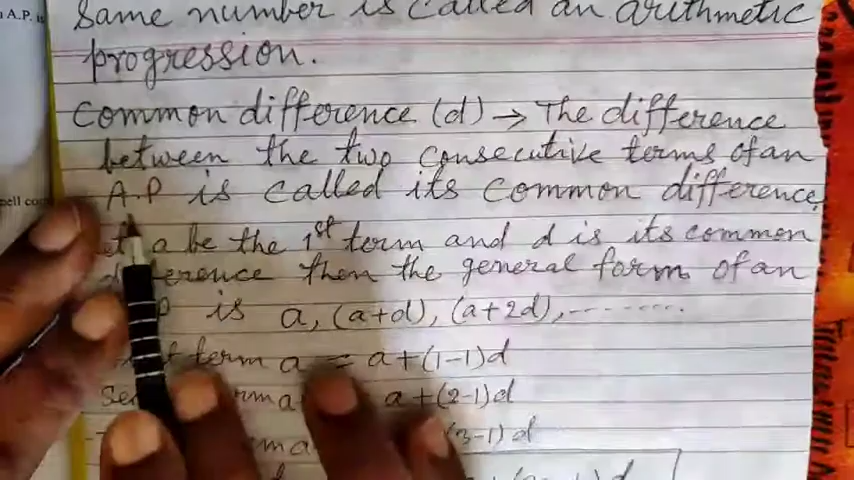 A.P. is
Same number is called an arithmetic
progression.
Common difference (d) → The difference
between the two consecutive terms of an
A.P is called its common difference.
a be the 1st term and d is its common
then the general form of an
P is a, (a+d), (a+2d), --------.
term a = a+(1-1)d
a a+(2-1)d
a (3-1)d